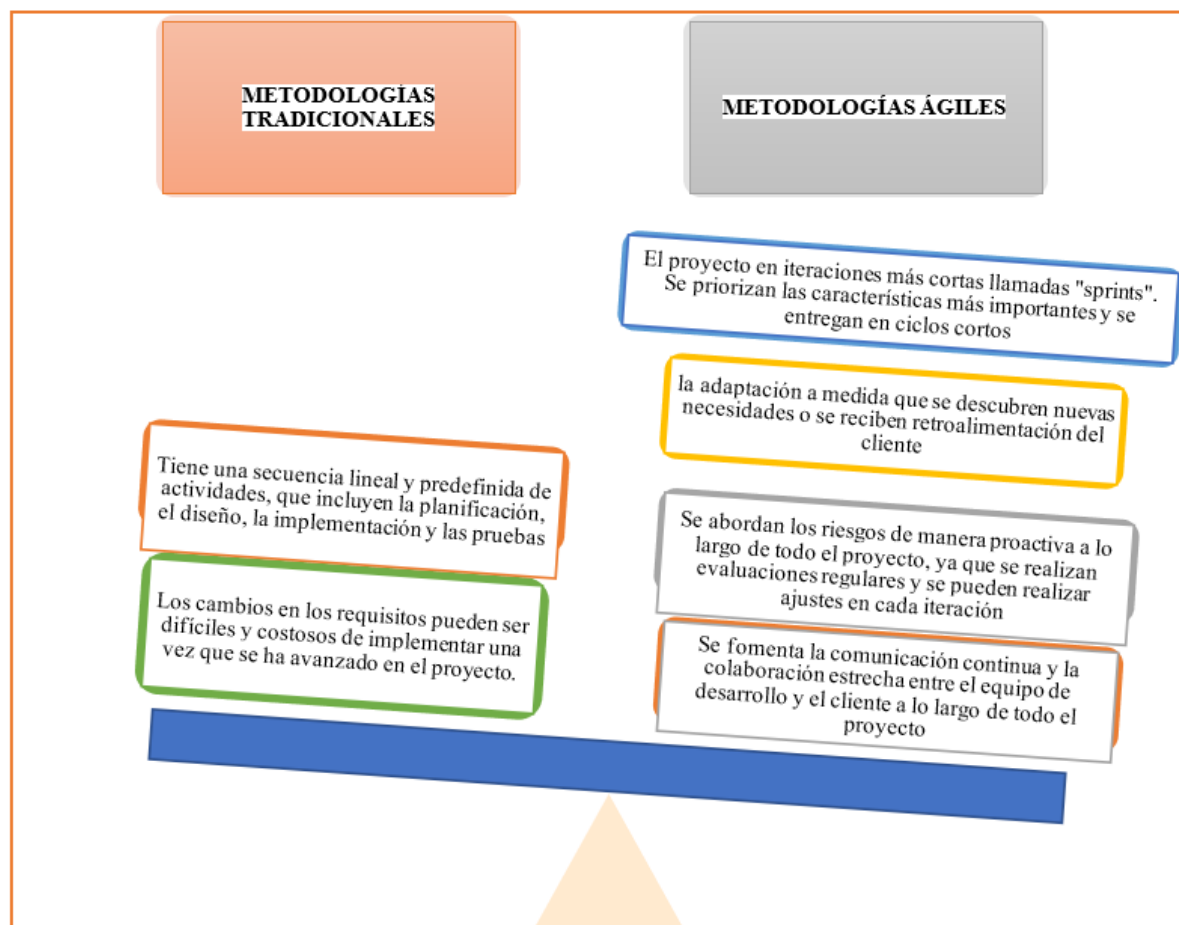 METODOLOGÍAS
TRADICIONALES
METODOLOGÍAS ÁGILES
El proyecto en iteraciones más cortas llamadas "sprints".
Se priorizan las características más importantes y se
entregan en ciclos cortos
la adaptación a medida que se descubren nuevas
necesidades o se reciben retroalimentación del
cliente
Tiene una secuencia lineal y predefinida de
actividades, que incluyen la planificación,
el diseño, la implementación y las pruebas
Se abordan los riesgos de manera proactiva a lo
largo de todo el proyecto, ya que se realizan
evaluaciones regulares y se pueden realizar
ajustes en cada iteración
Los cambios en los requisitos pueden ser
difíciles y costosos de implementar una
vez que se ha avanzado en el proyecto.
Se fomenta la comunicación continua y la
colaboración estrecha entre el equipo de
desarrollo y el cliente a lo largo de todo el
proyecto